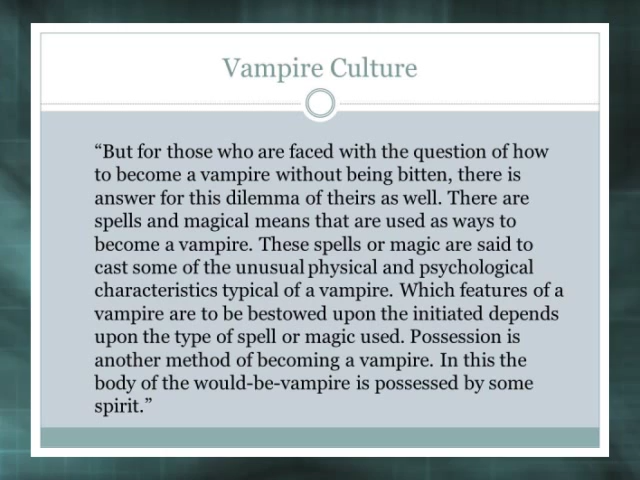 Vampire Culture
“But for those who are faced with the question of how
to become a vampire without being bitten, there is
answer for this dilemma of theirs as well. There are
spells and magical means that are used as ways to
become a vampire. These spells or magic are said to
cast some of the unusual physical and psychological
characteristics typical of a vampire. Which features of a
vampire are to be bestowed upon the initiated depends
upon the type of spell or magic used. Possession is
another method of becoming a vampire. In this the
body of the would-be-vampire is possessed by some
spirit.”